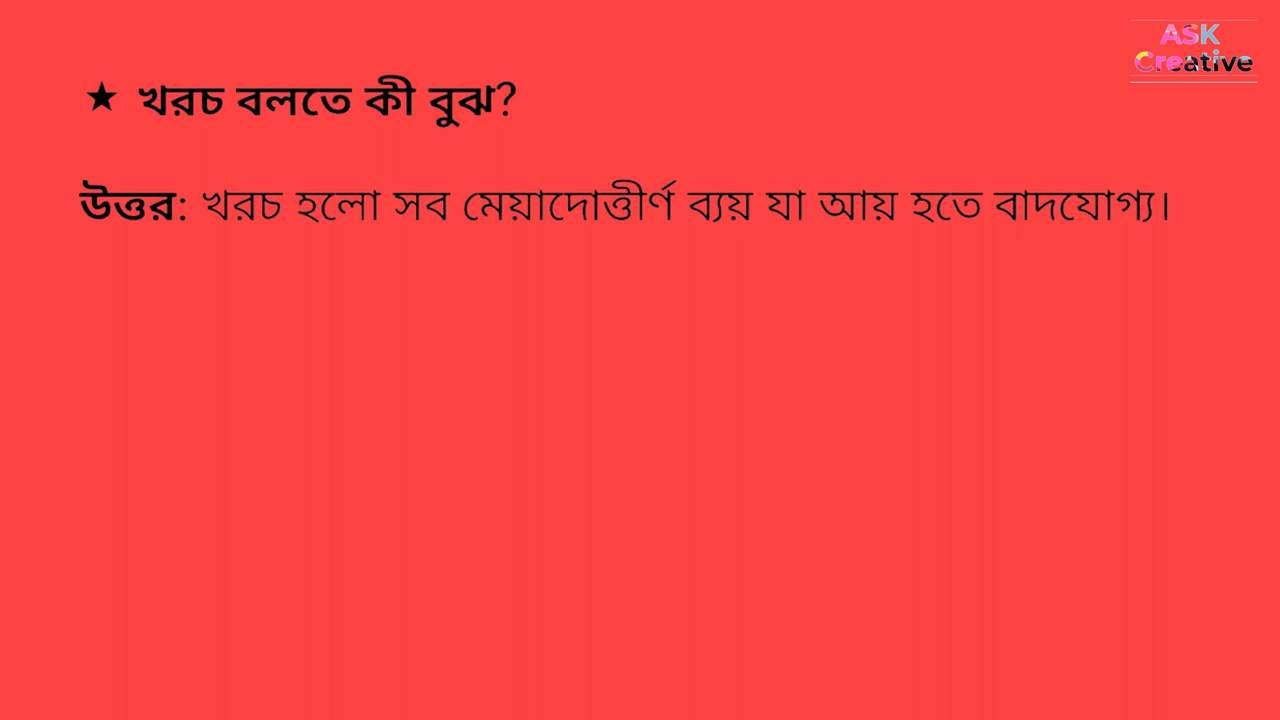 ASK
Creative
★ খরচ বলতে কী বুঝ?
উত্তর: খরচ হলো সব মেয়াদোত্তীর্ণ ব্যয় যা আয় হতে বাদযোগ্য।